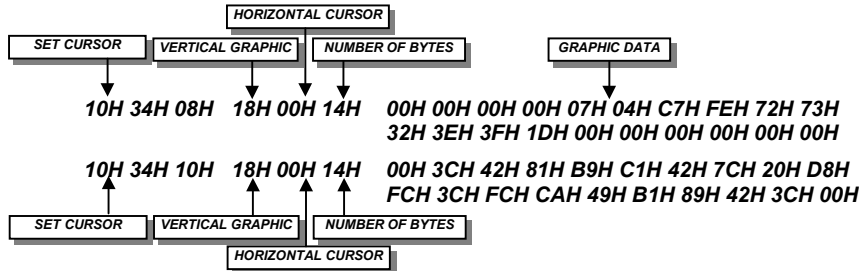 HORIZONTAL CURSOR
SET CURSOR VERTICAL GRAPHIC NUMBER OF BYTES GRAPHIC DATA
10H 34H 08H 18H 00H 14H 00H 00H 00H 00H 07H 04H C7H FEH 72H 73H
32H 3EH 3FH 1DH 00H 00H 00H 00H 00H 00H
10H 34H 10H 18H 00H 14H 00H 3CH 42H 81H B9H C1H 42H 7CH 20H D8H
FCH 3CH FCH CAH 49H B1H 89H 42H 3CH 00H
SET CURSOR VERTICAL GRAPHIC NUMBER OF BYTES
HORIZONTAL CURSOR